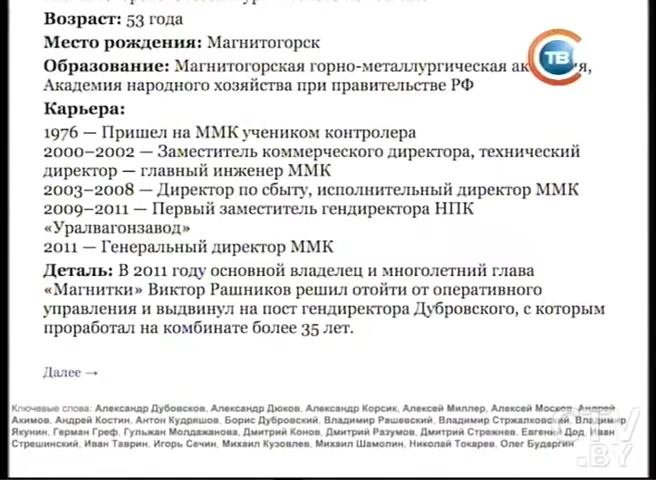 Возраст: 53 года
Место рождения: Магнитогорск
Образование: Магнитогорская горно-металлургическая
Академия народного хозяйства при правительстве РФ
Карьера:
1976 — Пришел на ММК учеником контролера
2000–2002 — Заместитель коммерческого директора, технический
директор — главный инженер ММК
2003–2008 — Директор по сбыту, исполнительный директор ММК
2009–2011 — Первый заместитель гендиректора НПК
«Уралвагонзавод»
2011 — Генеральный директор ММК
Деталь: В 2011 году основной владелец и многолетний глава
«Магнитки» Виктор Рашников решил отойти от оперативного
управления и выдвинул на пост гендиректора Дубровского, с которым
проработал на комбинате более 35 лет.
Далее →
Ключевые слова: Александр Дубовсков, Александр Дюков, Александр Корсик, Алексей Миллер, Алексей Москов, Андрей
Акимов, Андрей Костин, Антон Кудряшов, Борис Дубровский, Владимир Рашевский, Владимир Стржалковский, Владимир
Якунин, Герман Греф, Гульжан Молдажанова, Дмитрий Конов, Дмитрий Разумов, Дмитрий Стрежнев, Евгений Дод, Иван
Стрешинский, Иван Таврин, Игорь Сечин, Михаил Кузовлев, Михаил Шамолин, Николай Токарев, Олег Бударгин
СТВ
CTV
.BY